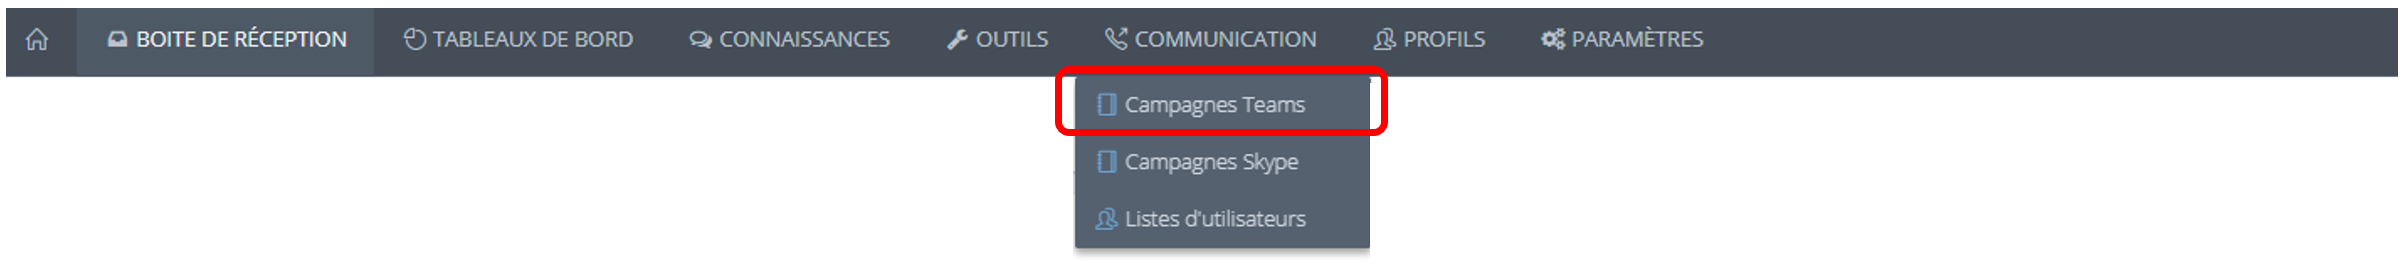 BOITE DE RÉCEPTION TABLEAUX DE BORD CONNAISSANCES OUTILS COMMUNICATION PROFILS PARAMÈTRES
Campagnes Teams
Campagnes Skype
Listes d'utilisateurs